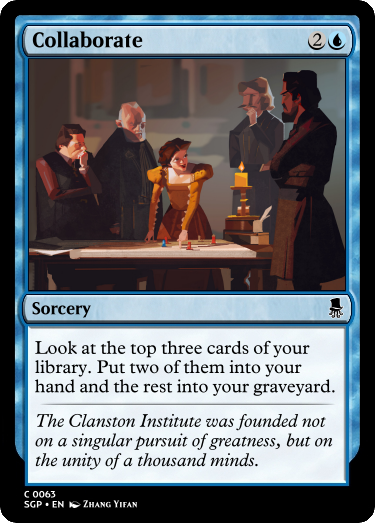 Collaborate 2
Sorcery
Look at the top three cards of your
library. Put two of them into your
hand and the rest into your graveyard.
The Clanston Institute was founded not
on a singular pursuit of greatness, but on
the unity of a thousand minds.
C 0063
SGP • EN Zhang Yifan